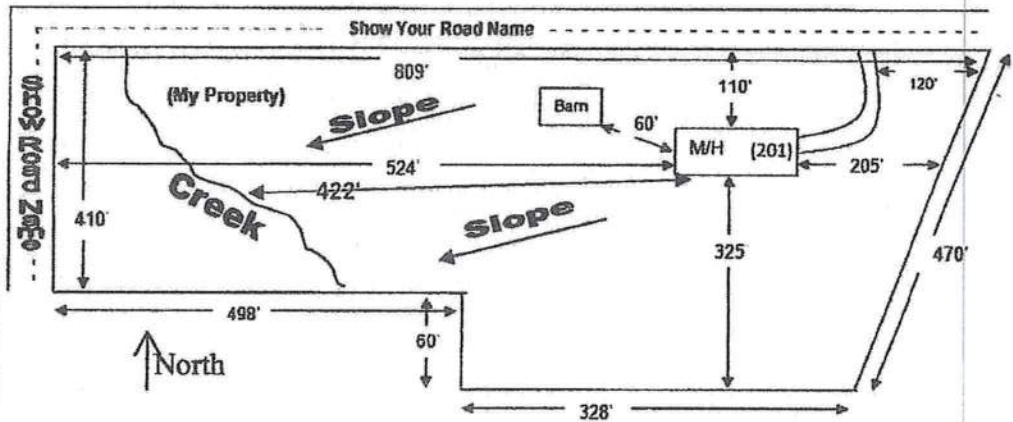 Show Your Road Name
809'
(My Property)
Slope
Barn
110'
120'
60'
M/H (201)
524'
205'
422'
Creek
410'
Slope
325
470'
498'
60'
North
328'